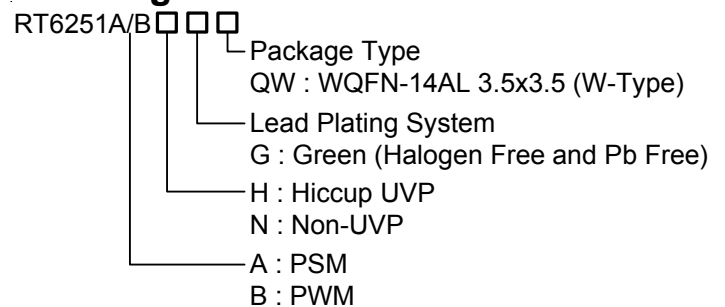 RT6251A/B
Package Type
QW : WQFN-14AL 3.5x3.5 (W-Type)
Lead Plating System
G : Green (Halogen Free and Pb Free)
H : Hiccup UVP
N : Non-UVP
A : PSM
B : PWM